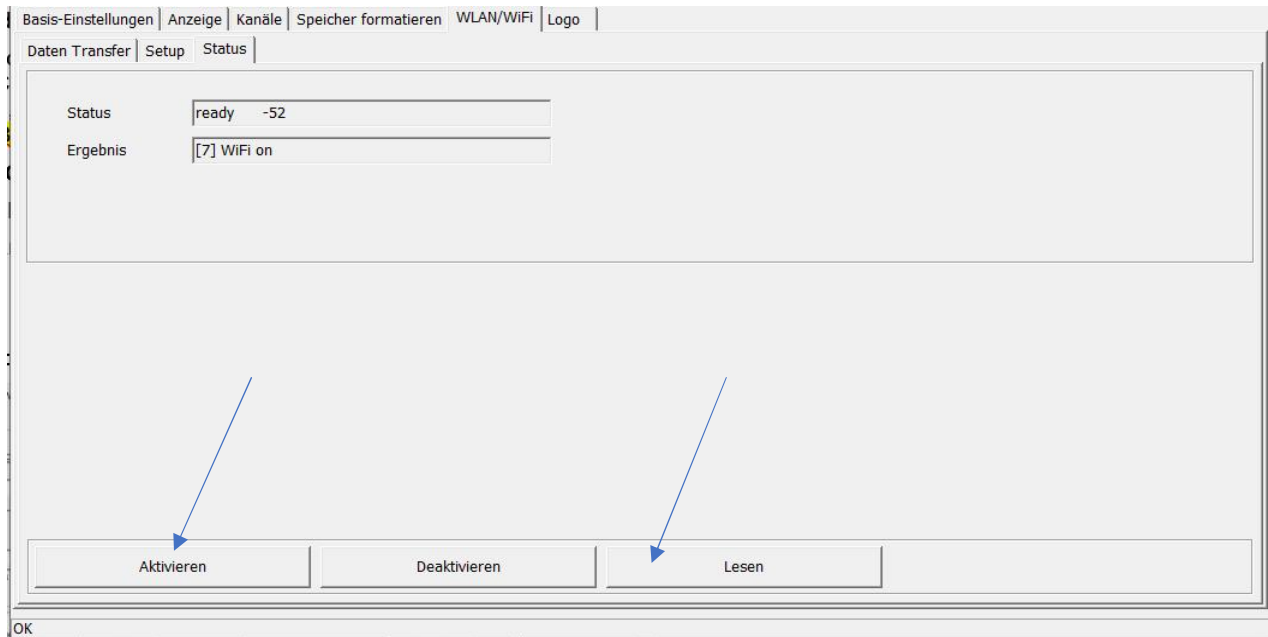 Basis-Einstellungen Anzeige Kanäle Speicher formatieren WLAN/WiFi Logo
Daten Transfer Setup Status
Status ready -52
Ergebnis [7] WiFi on
Aktivieren Deaktivieren Lesen
OK